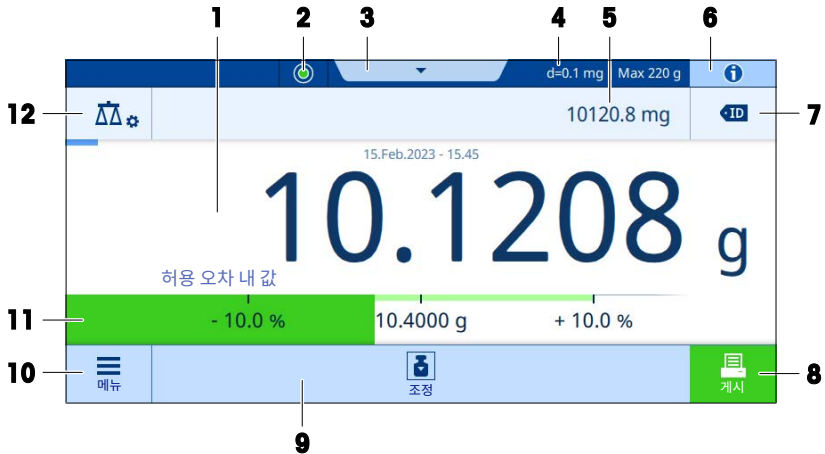 1 2 3 4 5 6
d=0.1 mg Max 220 g
12 10120.8 mg ID 7
15.Feb.2023 - 15.45
10.1208 g
허용 오차 내 값
11 - 10.0 % 10.4000 g + 10.0 %
10 메뉴 조정 게시 8
9